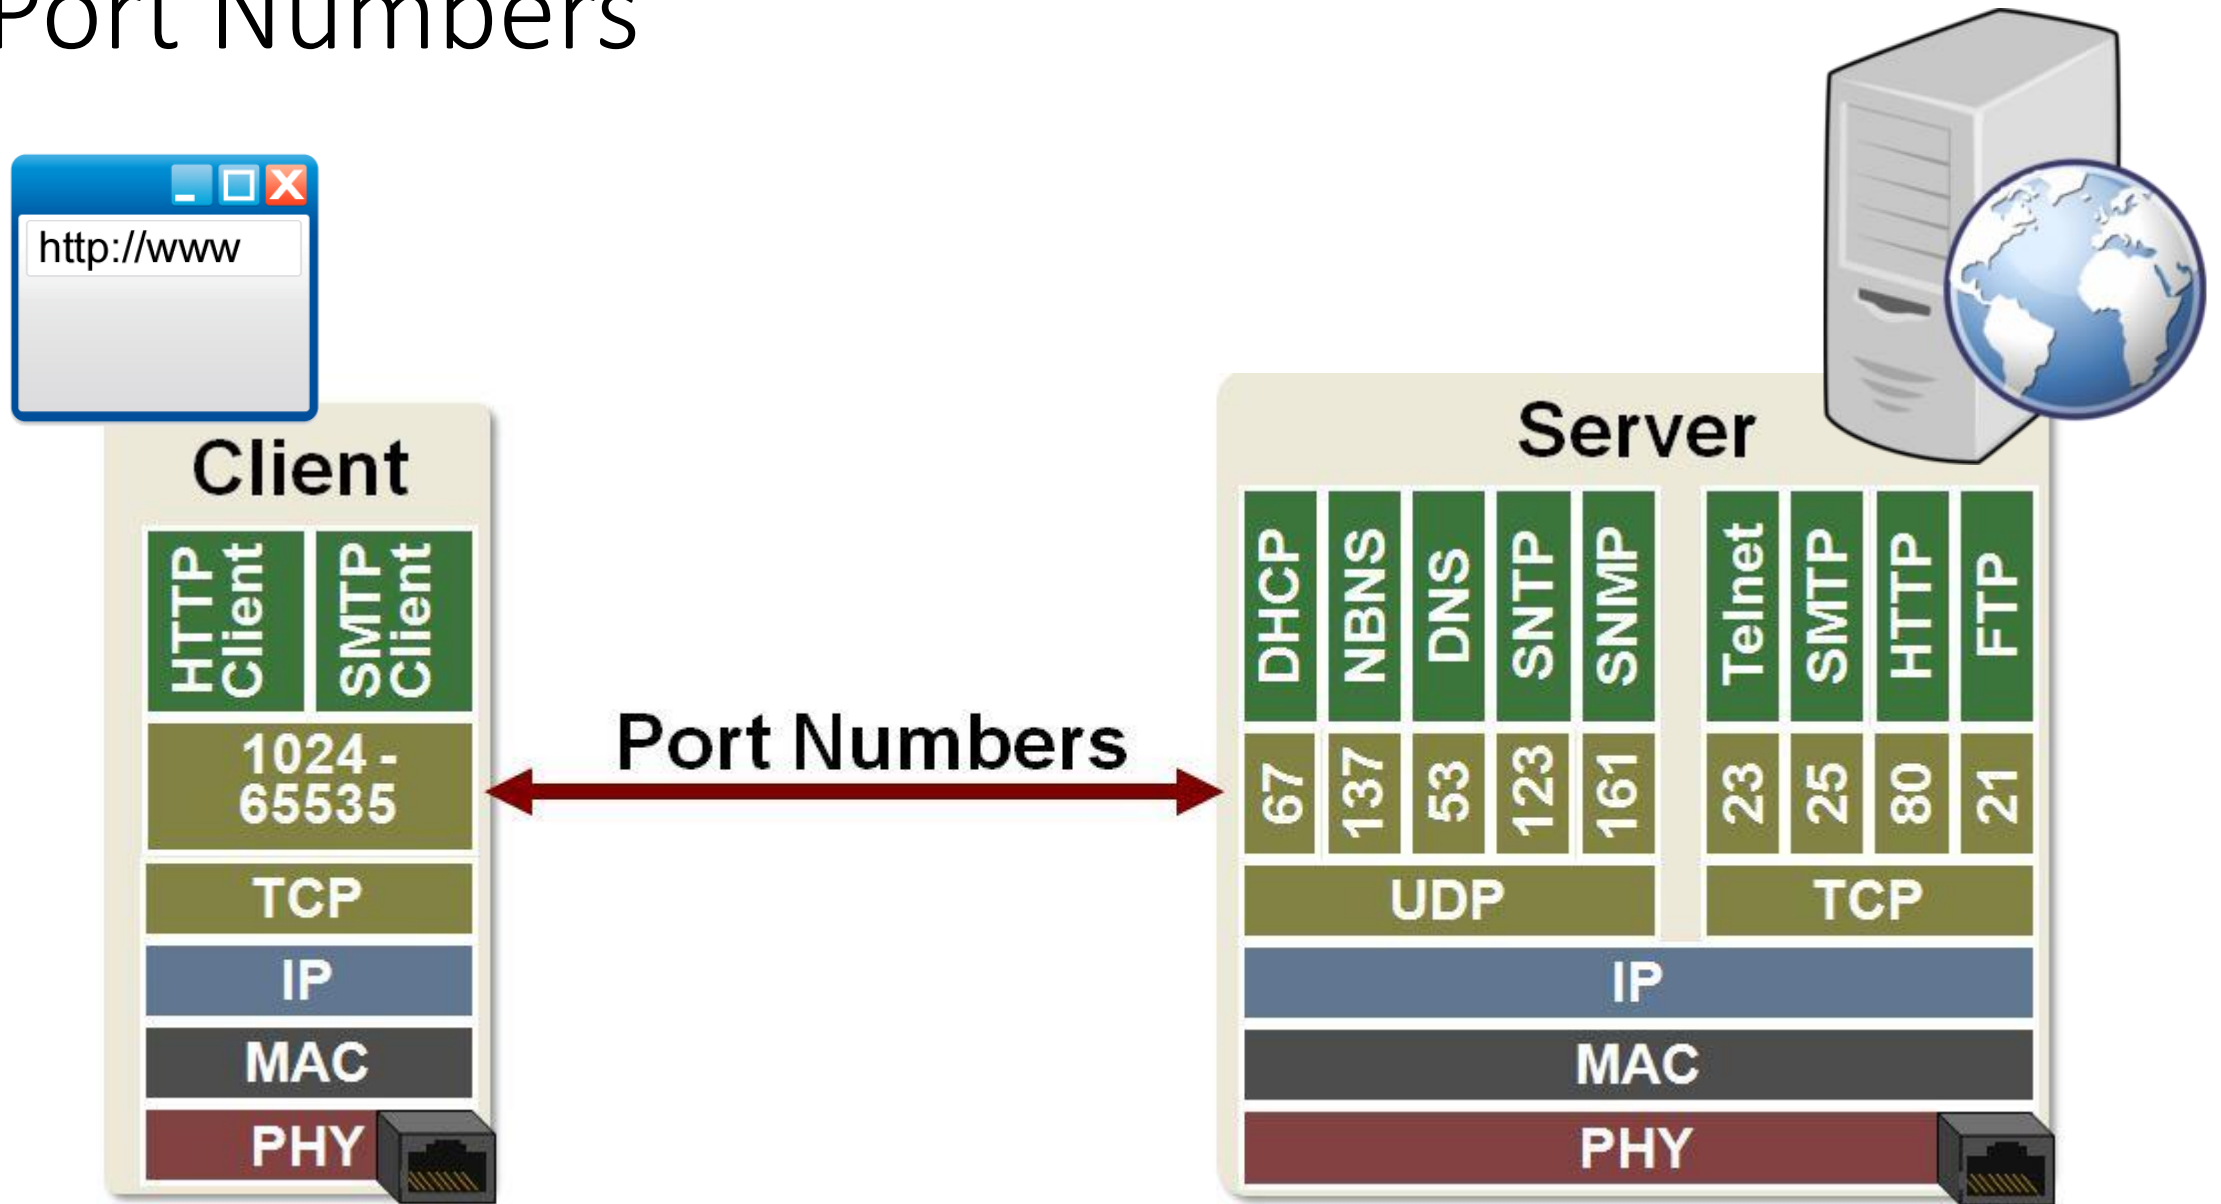 Port Numbers
http://www
Client
HTTP
Client
SMTP
Client
1024 -
65535
TCP
IP
MAC
PHY
Port Numbers
Server
DHCP
NBNS
DNS
SNTP
SNMP
Telnet
SMTP
HTTP
FTP
67
137
53
123
161
23
25
80
21
UDP
TCP
IP
MAC
PHY